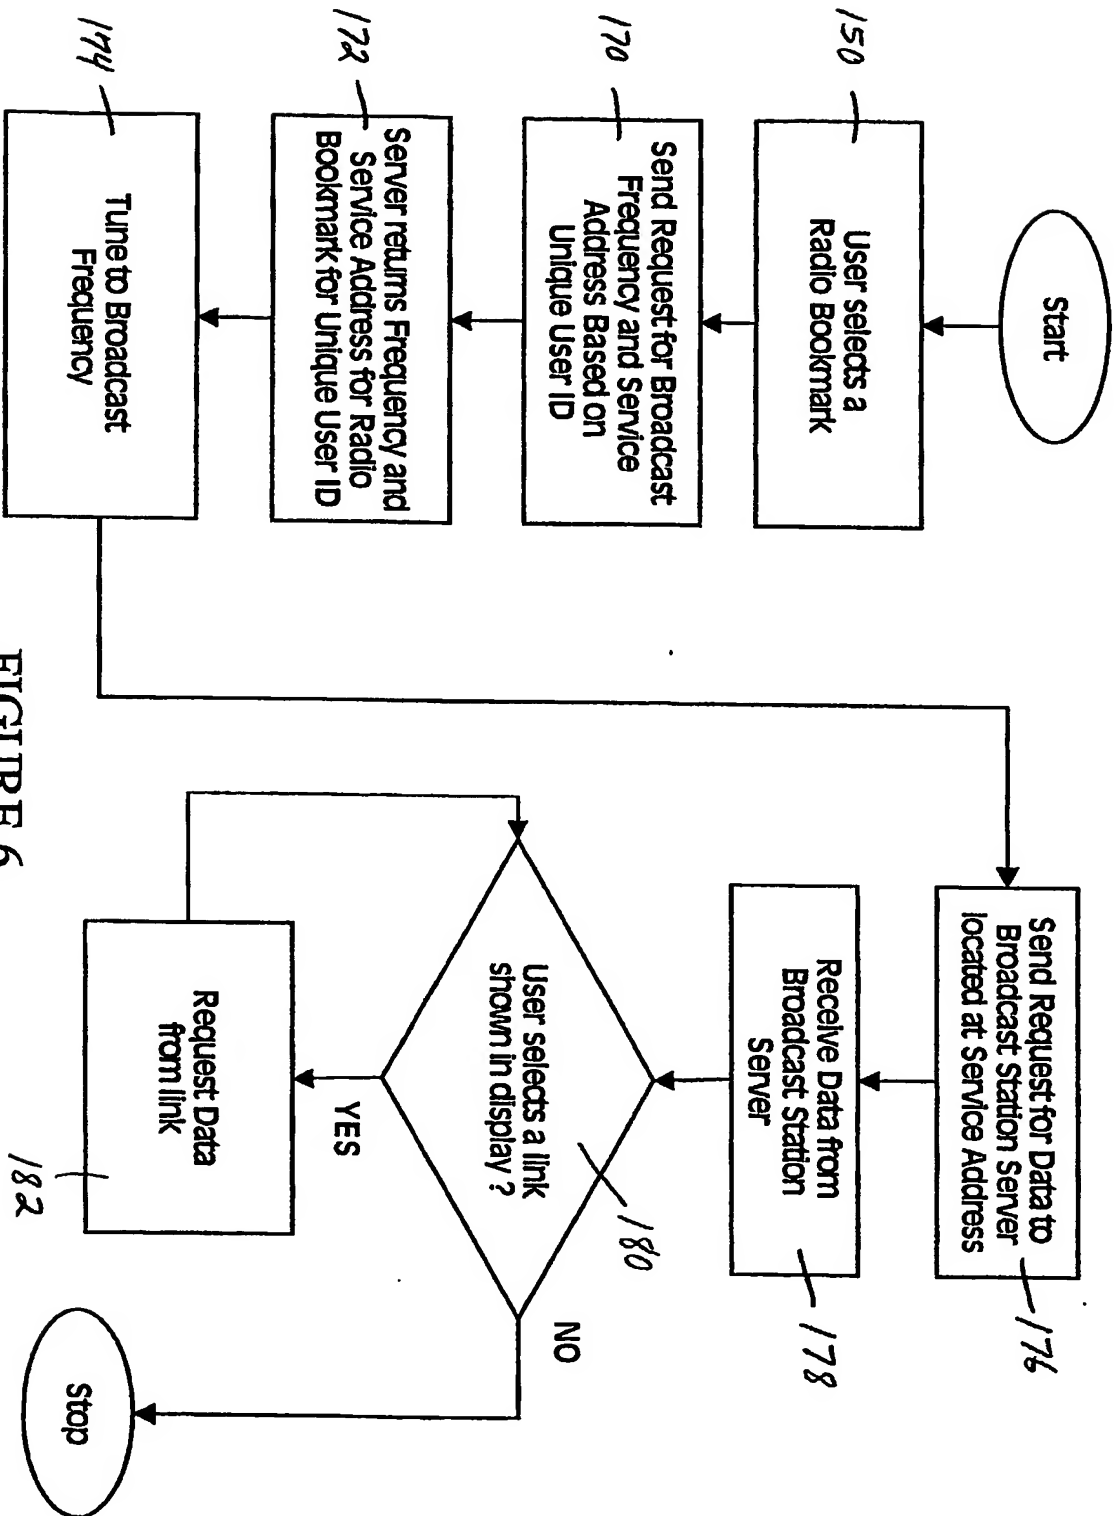 Start
150
User selects a
Radio Bookmark
170
Send Request for Broadcast
Frequency and Service
Address Based on
Unique User ID
172
Server returns Frequency and
Service Address for Radio
Bookmark for Unique User ID
174
Tune to Broadcast
Frequency
Send Request for Data to
Broadcast Station Server
located at Service Address
176
Receive Data from
Broadcast Station
Server
178
User selects a link
shown in display ?
180
NO
YES
Request Data
from link
182
Stop
FIGURE 6